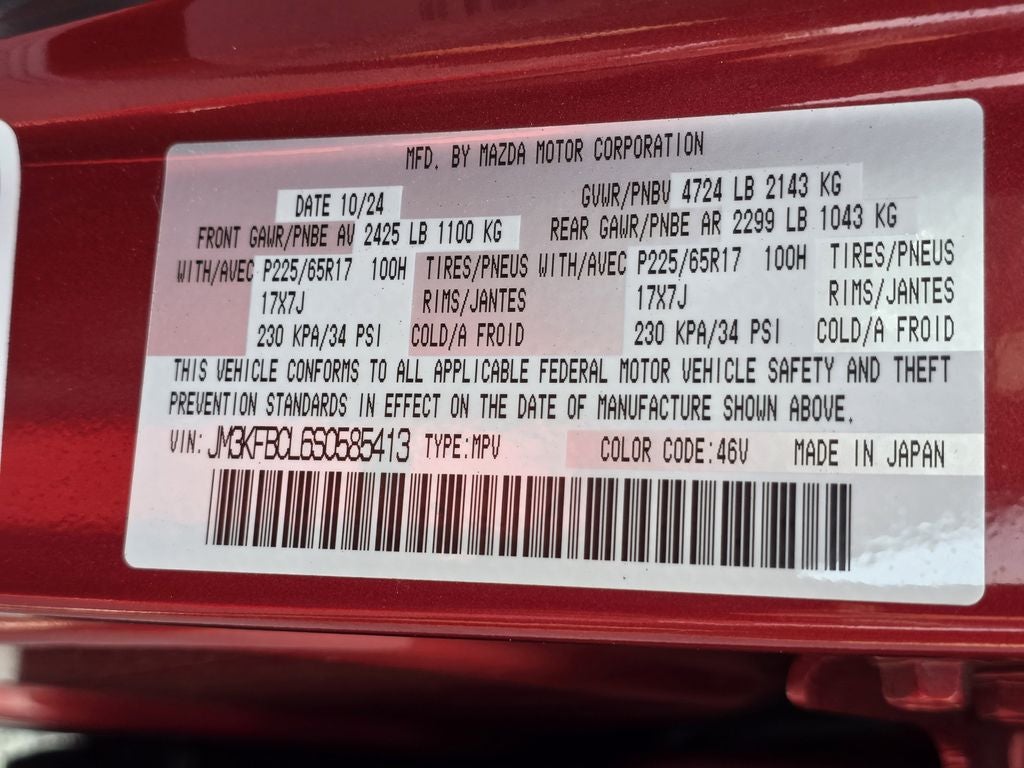 MFD. BY MAZDA MOTOR CORPORATION
DATE 10/24 GVWR/PNBV 4724 LB 2143 KG
FRONT GAWR/PNBE AV 2425 LB 1100 KG REAR GAWR/PNBE AR 2299 LB 1043 KG
WITH/AVEC P225/65R17 100H TIRES/PNEUS WITH/AVEC P225/65R17 100H TIRES/PNEUS
17X7J RIMS/JANTES 17X7J RIMS/JANTES
230 KPA/34 PSI COLD/A FROID 230 KPA/34 PSI COLD/A FROID
THIS VEHICLE CONFORMS TO ALL APPLICABLE FEDERAL MOTOR VEHICLE SAFETY AND THEFT
PREVENTION STANDARDS IN EFFECT ON THE DATE OF MANUFACTURE SHOWN ABOVE.
VIN: JM3KFBCL6S0585413 TYPE:MPV COLOR CODE:46V MADE IN JAPAN